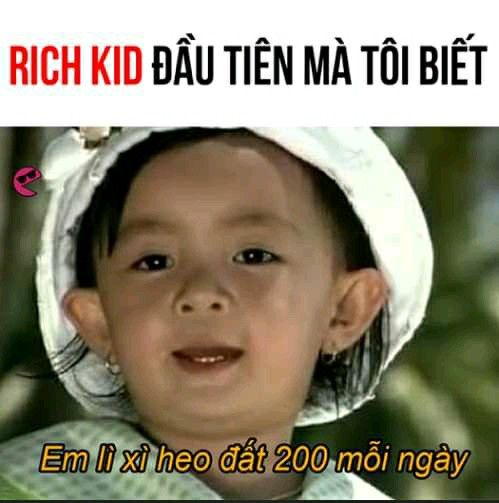 RICH KID ĐẦU TIÊN MÀ TÔI BIẾT
Em lì xì heo đất 200 mỗi ngày